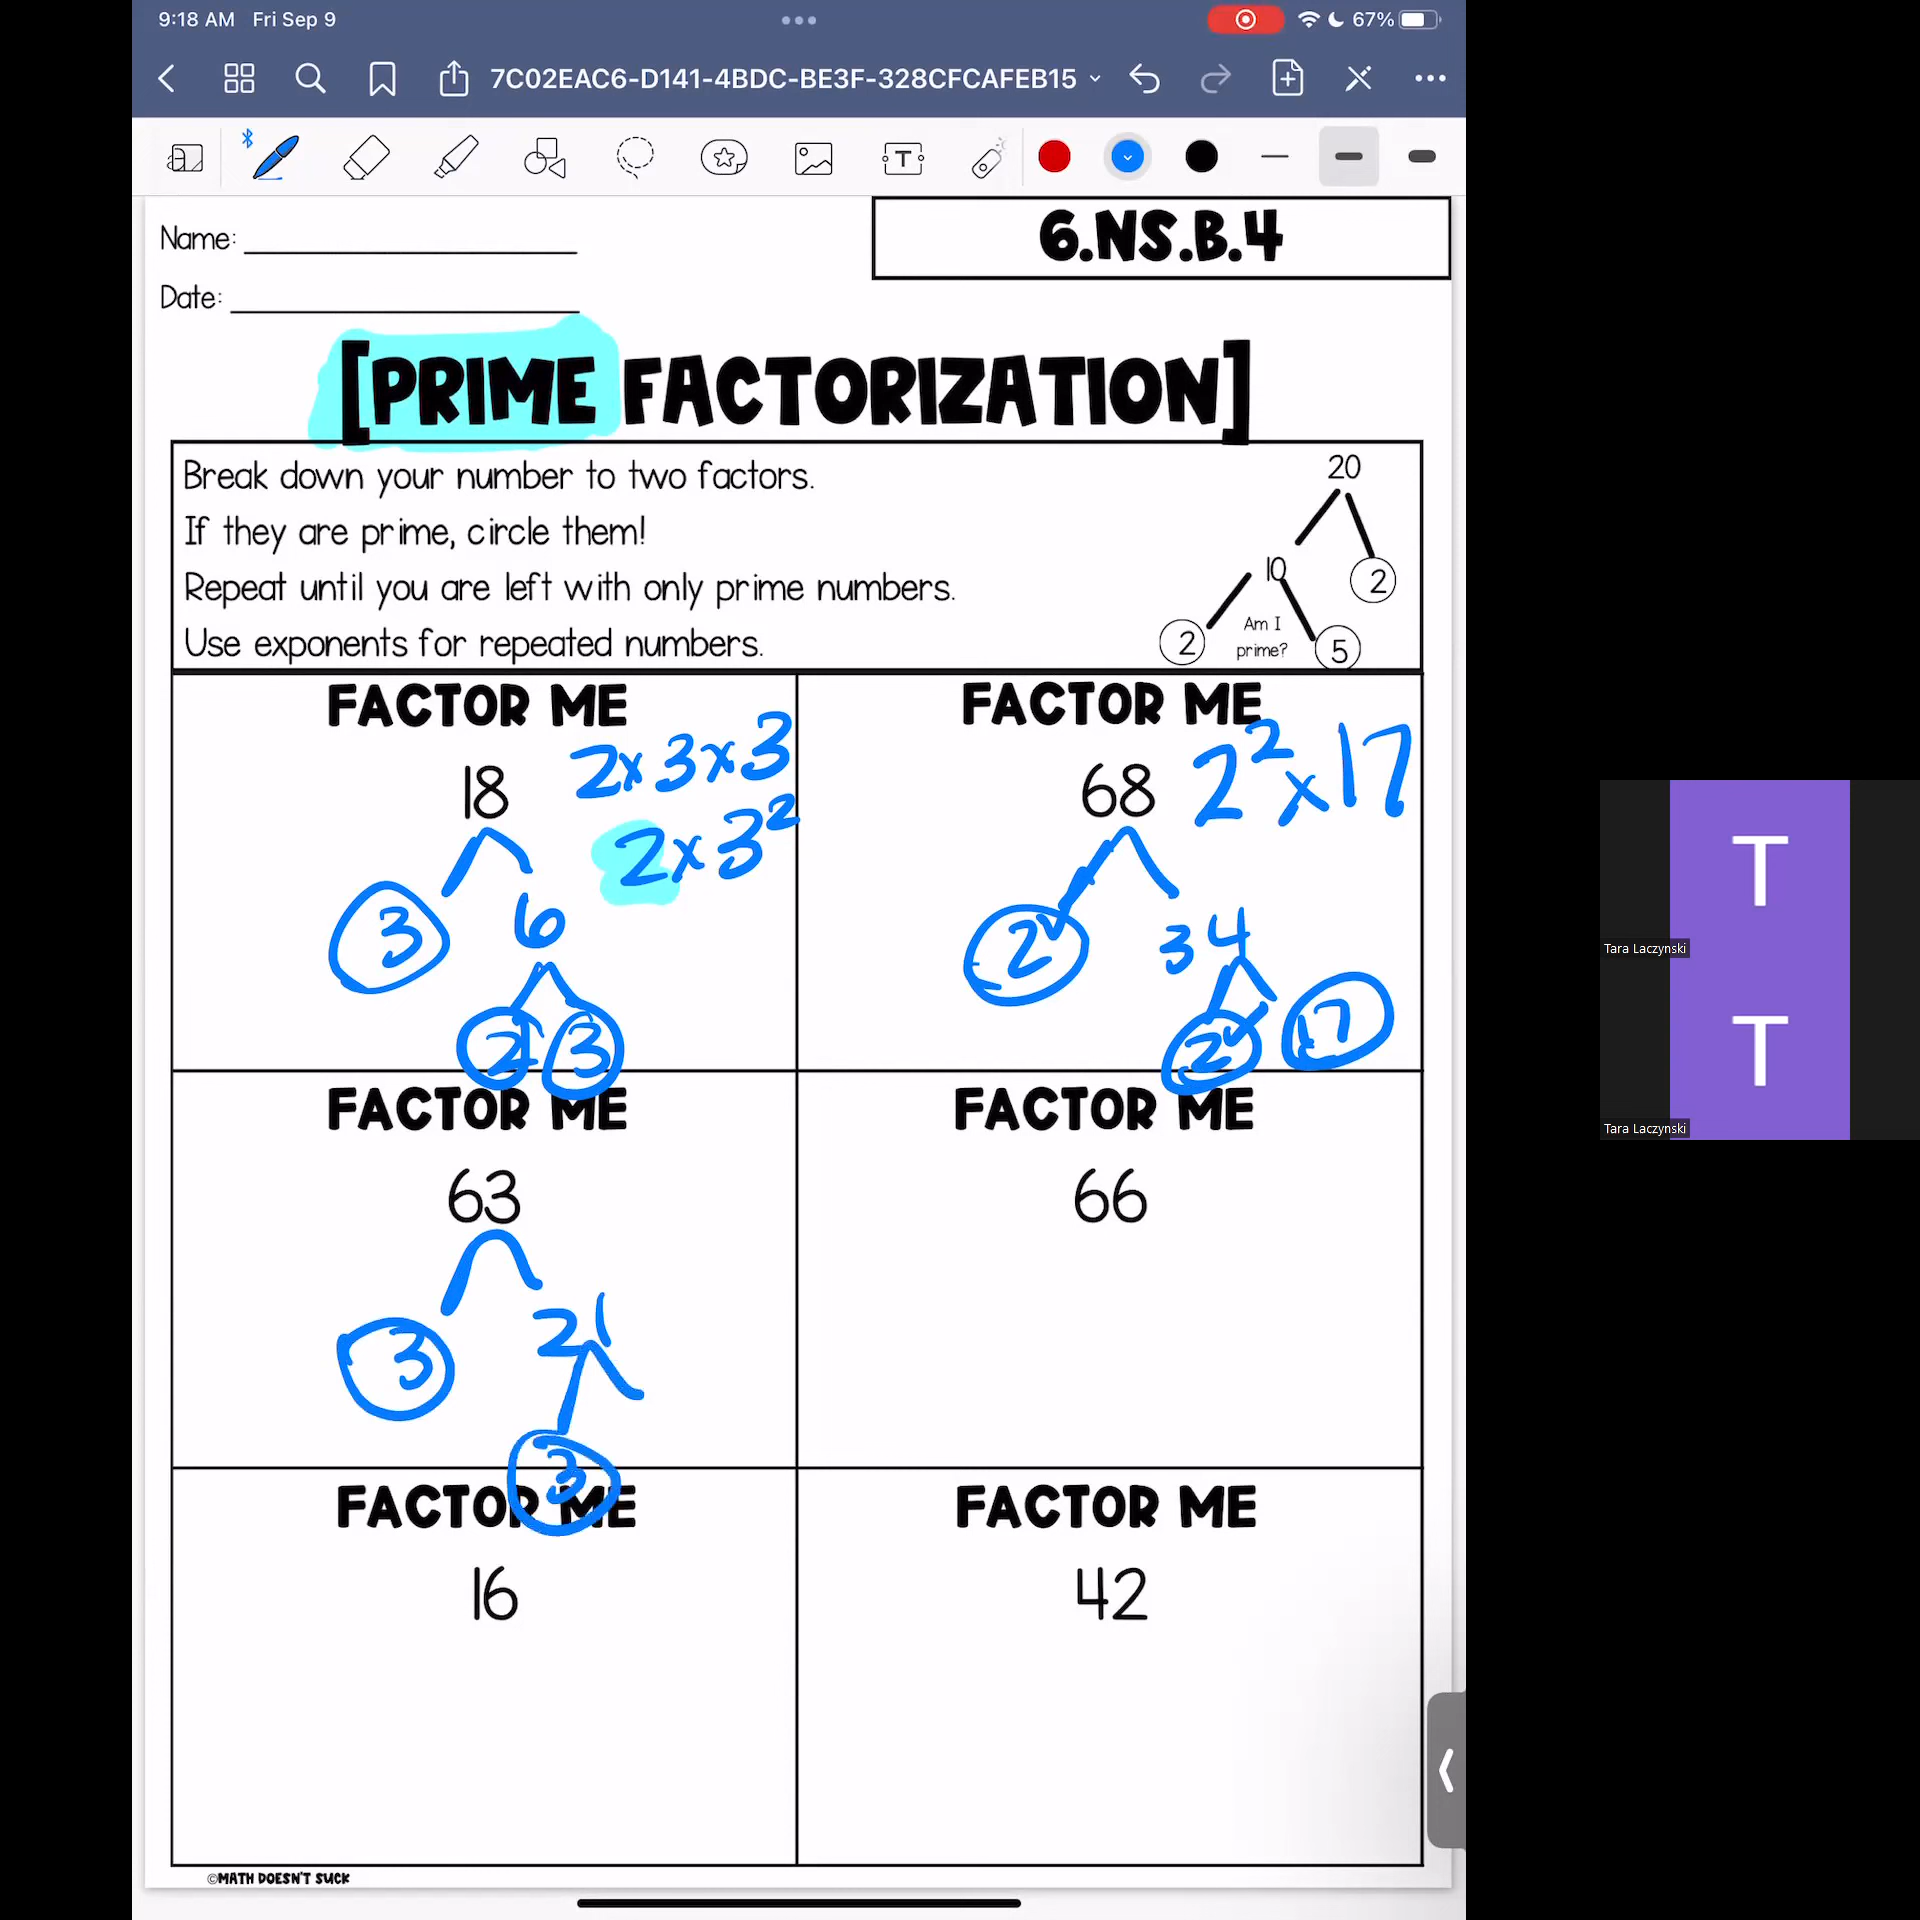 9:18 AM Fri Sep 9
67%
7C02EAC6-D141-4BDC-BE3F-328CFCAFEB15
Name:
6.NS.B.4
Date:
[PRIME FACTORIZATION]
Break down your number to two factors.
If they are prime, circle them!
Repeat until you are left with only prime numbers.
Use exponents for repeated numbers.
20
10 2
2 Am I prime? 5
FACTOR ME
18
2x3x3
2x3²
3 6
2 3
FACTOR ME
68
2²x17
2 34
2 17
FACTOR ME
63
3 21
3
FACTOR ME
66
FACTOR ME
16
FACTOR ME
42
©MATH DOESN'T SUCK
T
Tara Laczynski
T
Tara Laczynski